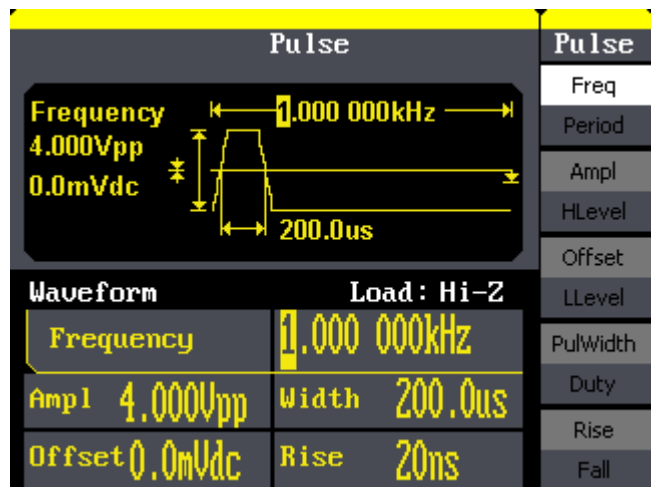 Pulse
Frequency 1.000 000kHz
4.000Vpp
0.0mVdc
200.0us
Waveform Load: Hi-Z
Frequency 1.000 000kHz
Ampl 4.000Vpp Width 200.0us
Offset 0.0mVdc Rise 20ns
Pulse
Freq
Period
Ampl
HLevel
Offset
LLevel
PulWidth
Duty
Rise
Fall